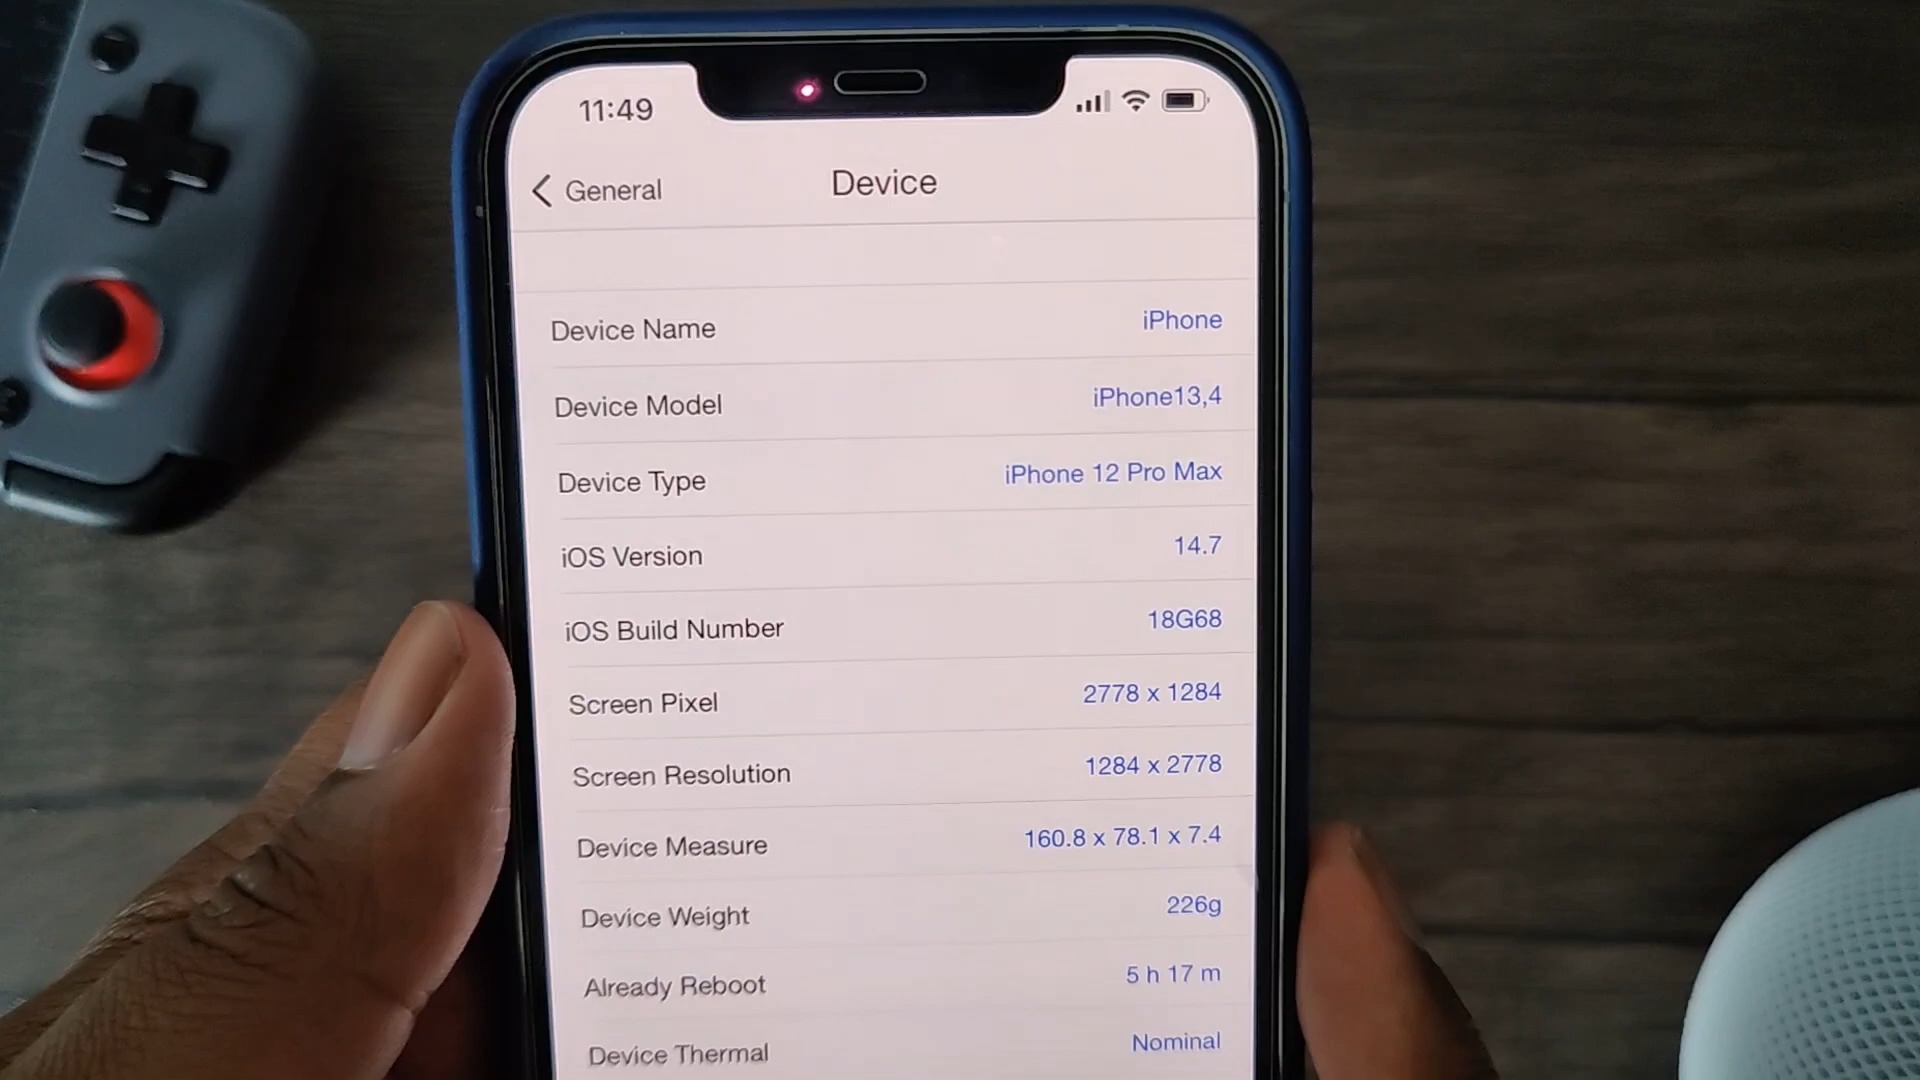 11:49
General
Device
Device Name iPhone
Device Model iPhone13,4
Device Type iPhone 12 Pro Max
iOS Version 14.7
iOS Build Number 18G68
Screen Pixel 2778 x 1284
Screen Resolution 1284 x 2778
Device Measure 160.8 x 78.1 x 7.4
Device Weight 226g
Already Reboot 5 h 17 m
Device Thermal Nominal